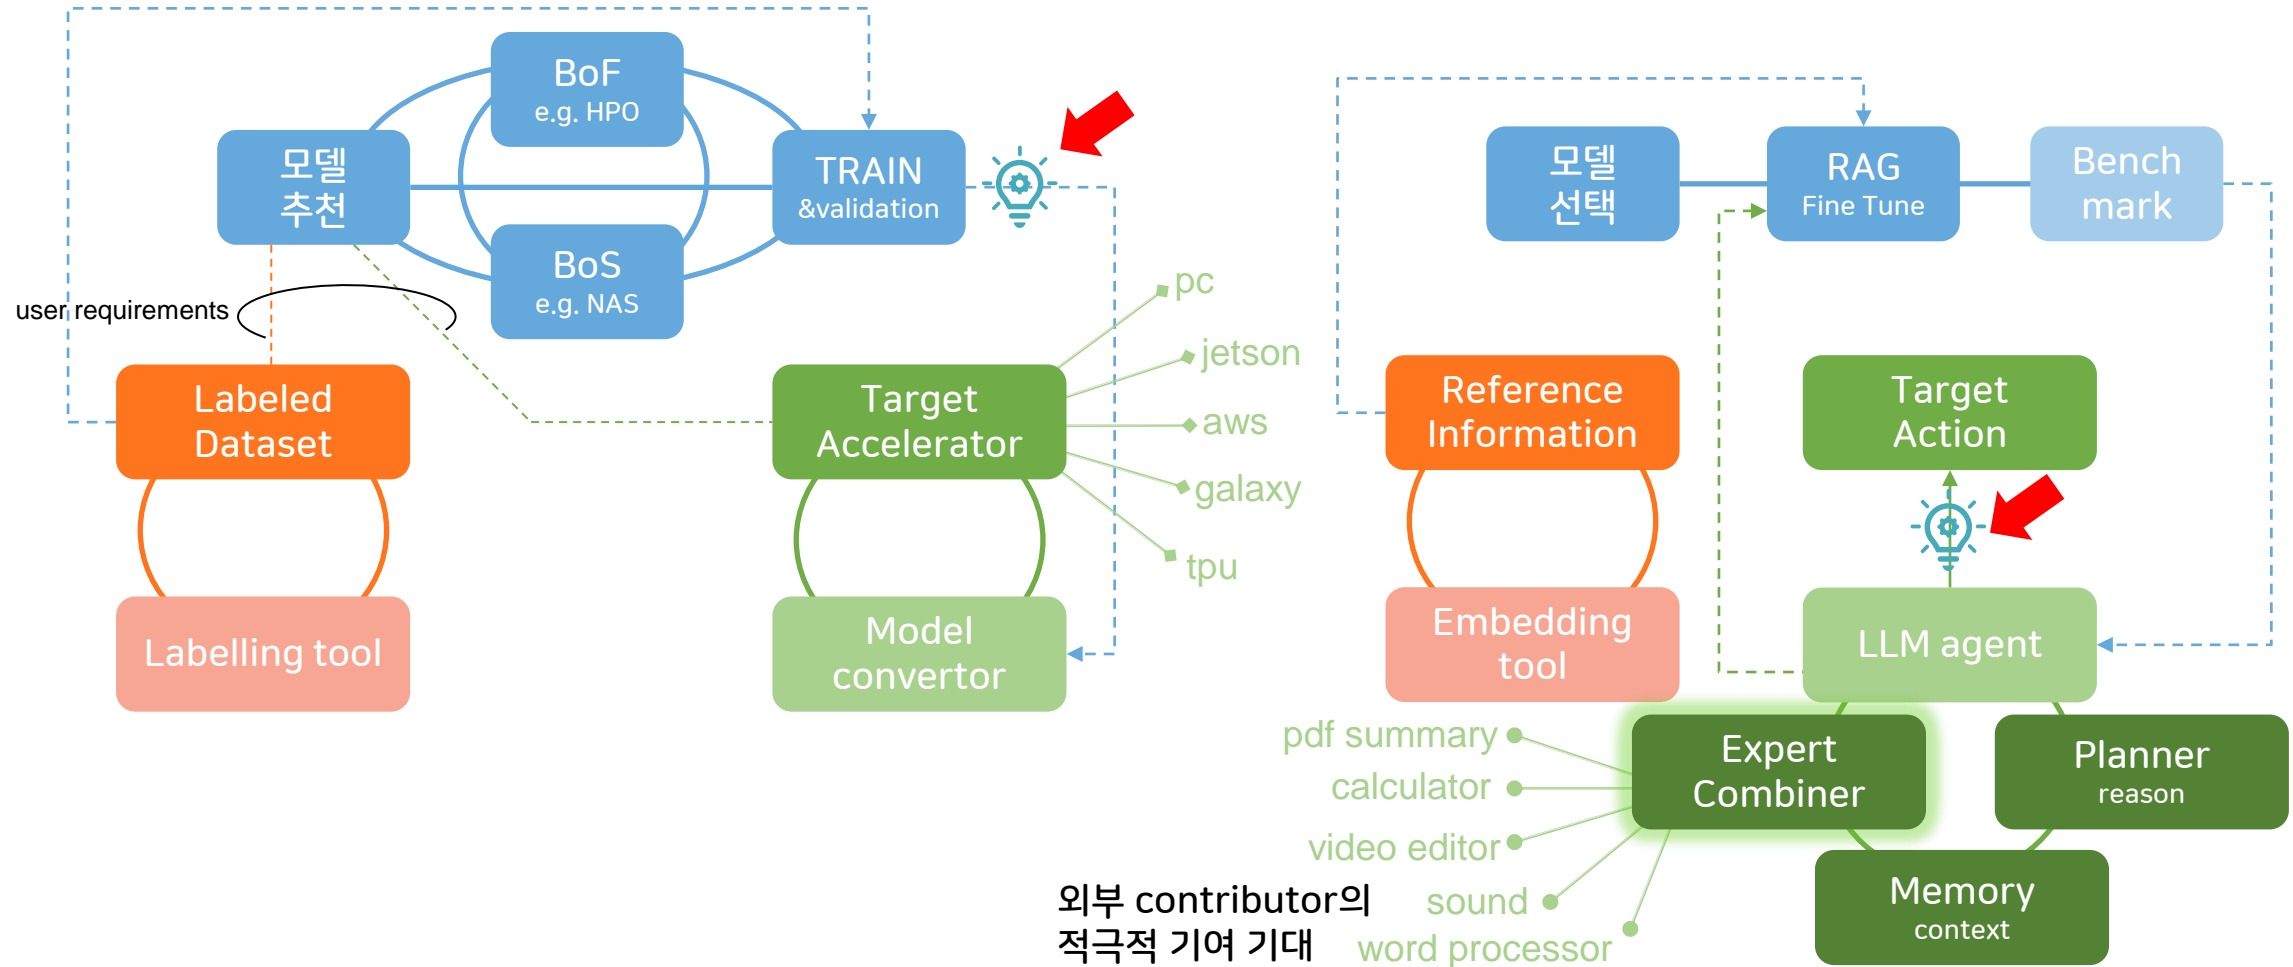 BoF
e.g. HPO
모델
추천
TRAIN
&validation
BoS
e.g. NAS
user requirements
Labeled
Dataset
Labelling tool
Target
Accelerator
Model
convertor
pc
jetson
aws
galaxy
tpu
모델
선택
RAG
Fine Tune
Bench
mark
Reference
Information
Embedding
tool
Target
Action
LLM agent
Expert
Combiner
Planner
reason
Memory
context
pdf summary
calculator
video editor
sound
word processor
외부 contributor의
적극적 기여 기대